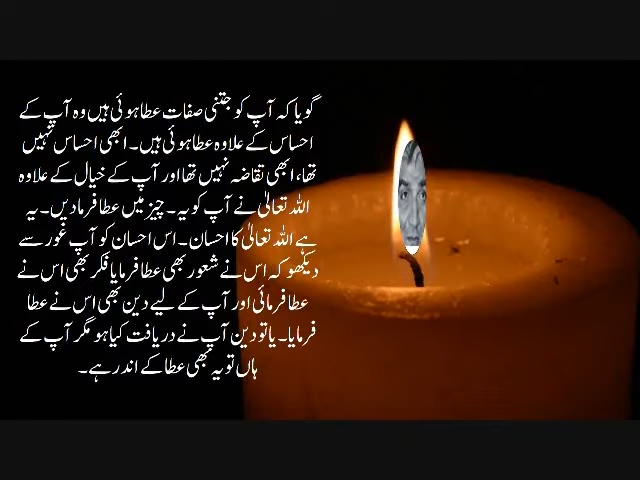 گویا کہ آپ کو جتنی صفات عطا ہوئی ہیں وہ آپ کے
احساس کے علاوہ عطا ہوئی ہیں۔ ابھی احساس نہیں
تھا، ابھی تقاضہ نہیں تھا اور آپ کے خیال کے علاوہ
اللہ تعالیٰ نے آپ کو یہ۔ چیز میں عطا فرما دیں۔ یہ
ہے اللہ تعالیٰ کا احسان۔ اس احسان کو آپ غور سے
دیکھو کہ اس نے شعور بھی عطا فرمایا فکر بھی اس نے
عطا فرمائی اور آپ کے لیے دین بھی اس نے عطا
فرمایا۔ یا تو دین آپ نے دریافت کیا ہو مگر آپ کے
ہاں تو یہ بھی عطا کے اندر ہے۔